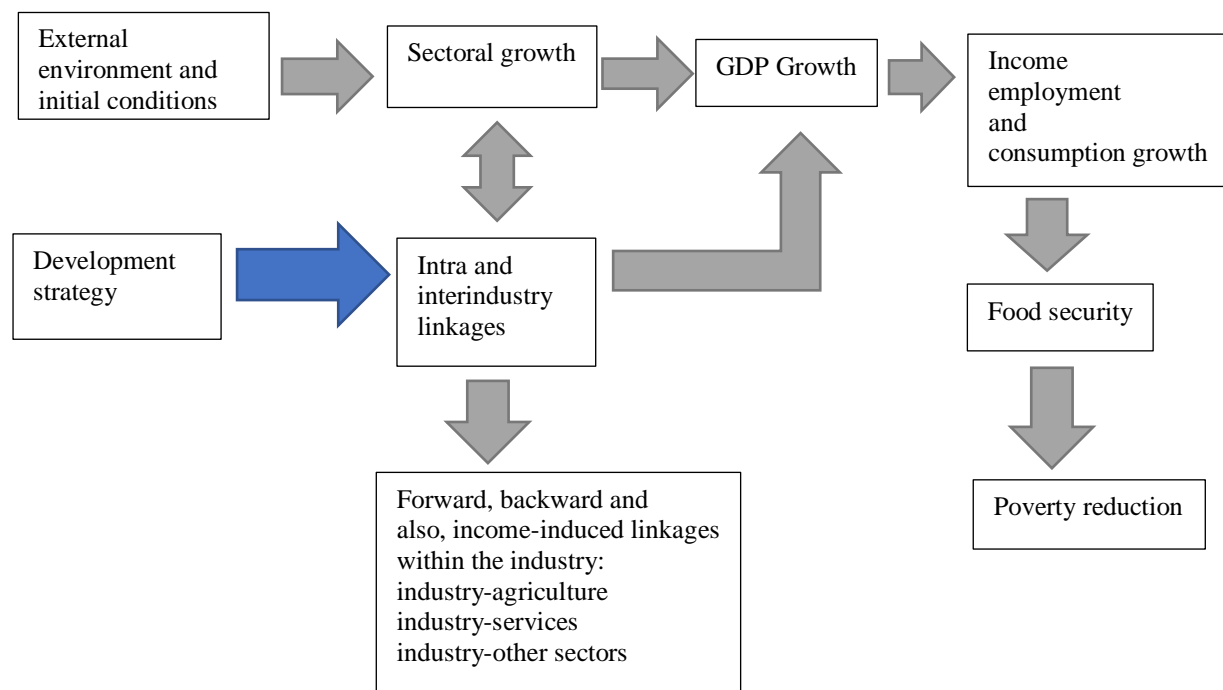 External
environment and
initial conditions
Sectoral growth
GDP Growth
Income
employment
and
consumption growth
Development
strategy
Intra and
interindustry
linkages
Food security
Forward, backward and
also, income-induced linkages
within the industry:
industry-agriculture
industry-services
industry-other sectors
Poverty reduction